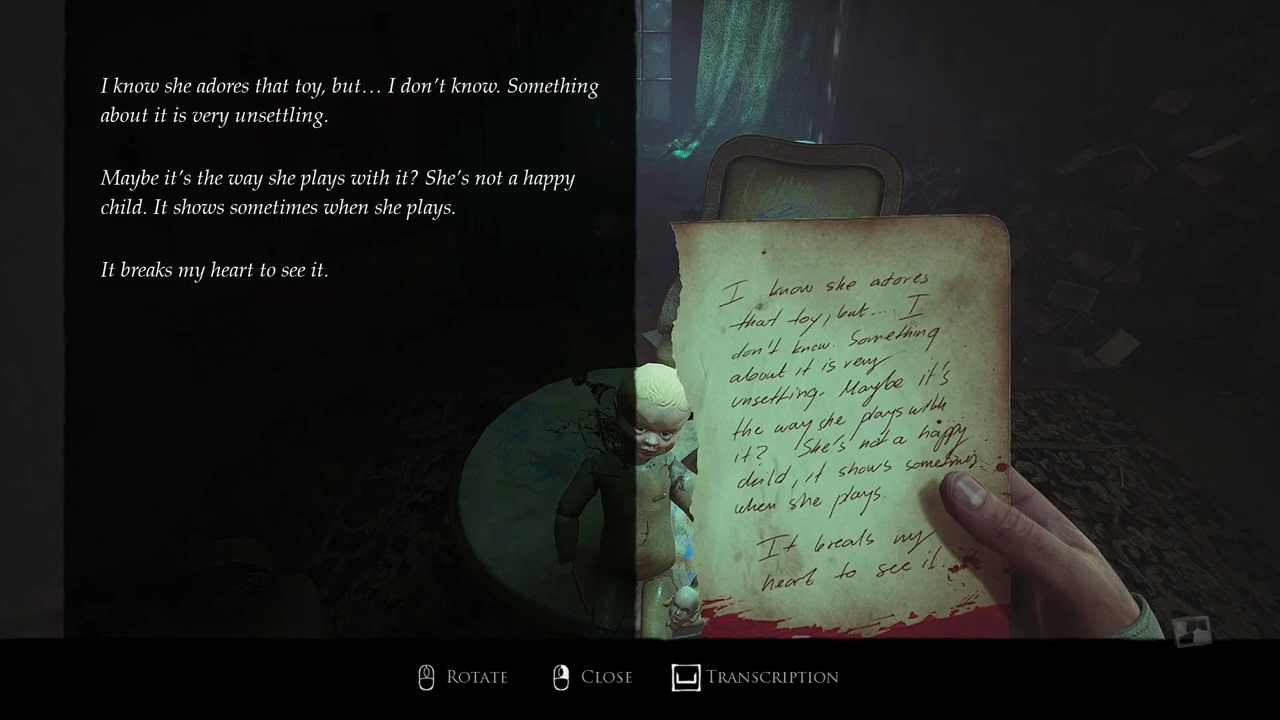 I know she adores that toy, but… I don't know. Something
about it is very unsettling.
Maybe it's the way she plays with it? She's not a happy
child. It shows sometimes when she plays.
It breaks my heart to see it.
I know she adores
that toy, but... I
don't know. Something
about it is very
unsettling. Maybe it's
the way she plays with
it? She's not a happy
child, it shows sometimes
when she plays.
It breaks my
heart to see it.
ROTATE
CLOSE
TRANSCRIPTION